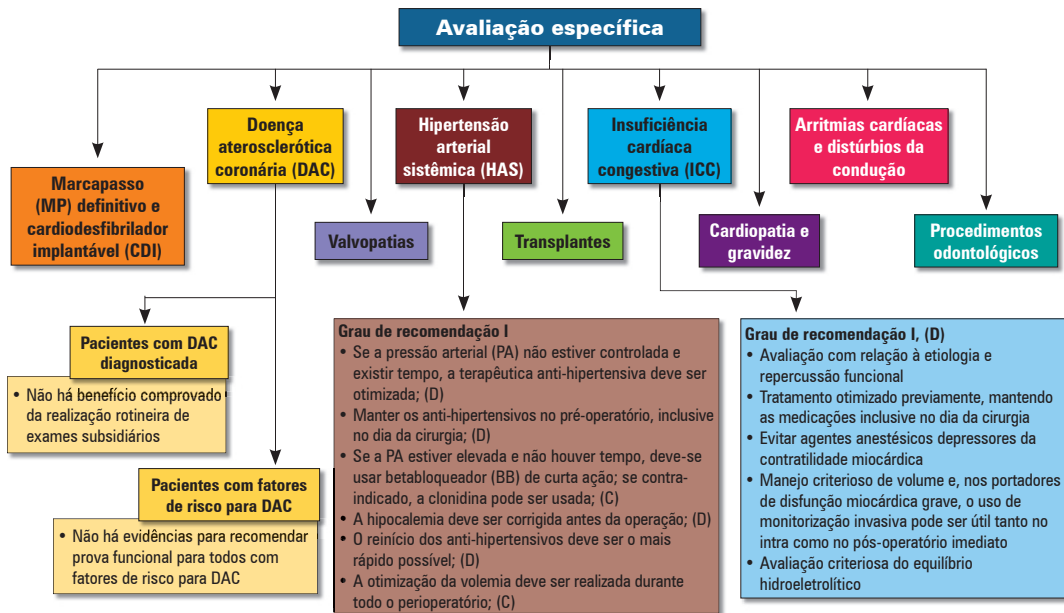 Avaliação específica
Marcapasso
(MP) definitivo e
cardiodesfibrilador
implantável (CDI)
Doença
aterosclerótica
coronária (DAC)
Valvopatias
Hipertensão
arterial
sistêmica (HAS)
Transplantes
Insuficiência
cardíaca
congestiva (ICC)
Cardiopatia e
gravidez
Arritmias cardíacas
e distúrbios da
condução
Procedimentos
odontológicos
Pacientes com DAC
diagnosticada
• Não há benefício comprovado
da realização rotineira de
exames subsidiários
Pacientes com fatores
de risco para DAC
• Não há evidências para recomendar
prova funcional para todos com
fatores de risco para DAC
Grau de recomendação I
• Se a pressão arterial (PA) não estiver controlada e
existir tempo, a terapêutica anti-hipertensiva deve ser
otimizada; (D)
• Manter os anti-hipertensivos no pré-operatório, inclusive
no dia da cirurgia; (D)
• Se a PA estiver elevada e não houver tempo, deve-se
usar betabloqueador (BB) de curta ação; se contra-
indicado, a clonidina pode ser usada; (C)
• A hipocalemia deve ser corrigida antes da operação; (D)
• O reinício dos anti-hipertensivos deve ser o mais
rápido possível; (D)
• A otimização da volemia deve ser realizada durante
todo o perioperatório; (C)
Grau de recomendação I, (D)
• Avaliação com relação à etiologia e
repercussão funcional
• Tratamento otimizado previamente, mantendo
as medicações inclusive no dia da cirurgia
• Evitar agentes anestésicos depressores da
contratilidade miocárdica
• Manejo criterioso de volume e, nos portadores
de disfunção miocárdica grave, o uso de
monitorização invasiva pode ser útil tanto no
intra como no pós-operatório imediato
• Avaliação criteriosa do equilíbrio
hidroeletrolítico